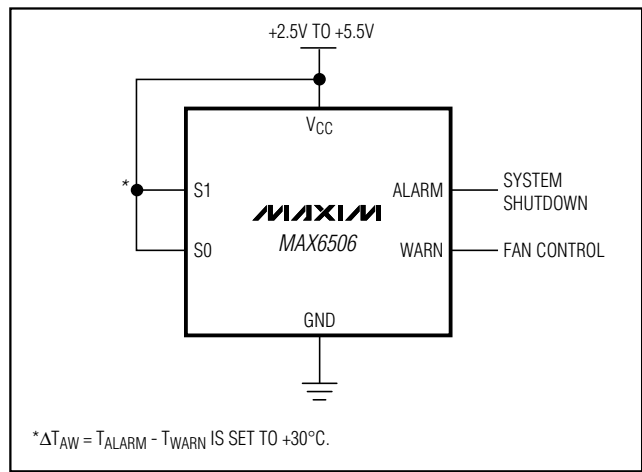 +2.5V TO +5.5V
VCC
*
S1
ALARM
SYSTEM
SHUTDOWN
MAXIM
MAX6506
S0
WARN
FAN CONTROL
GND
*ΔTAW = TALARM - TWARN IS SET TO +30°C.